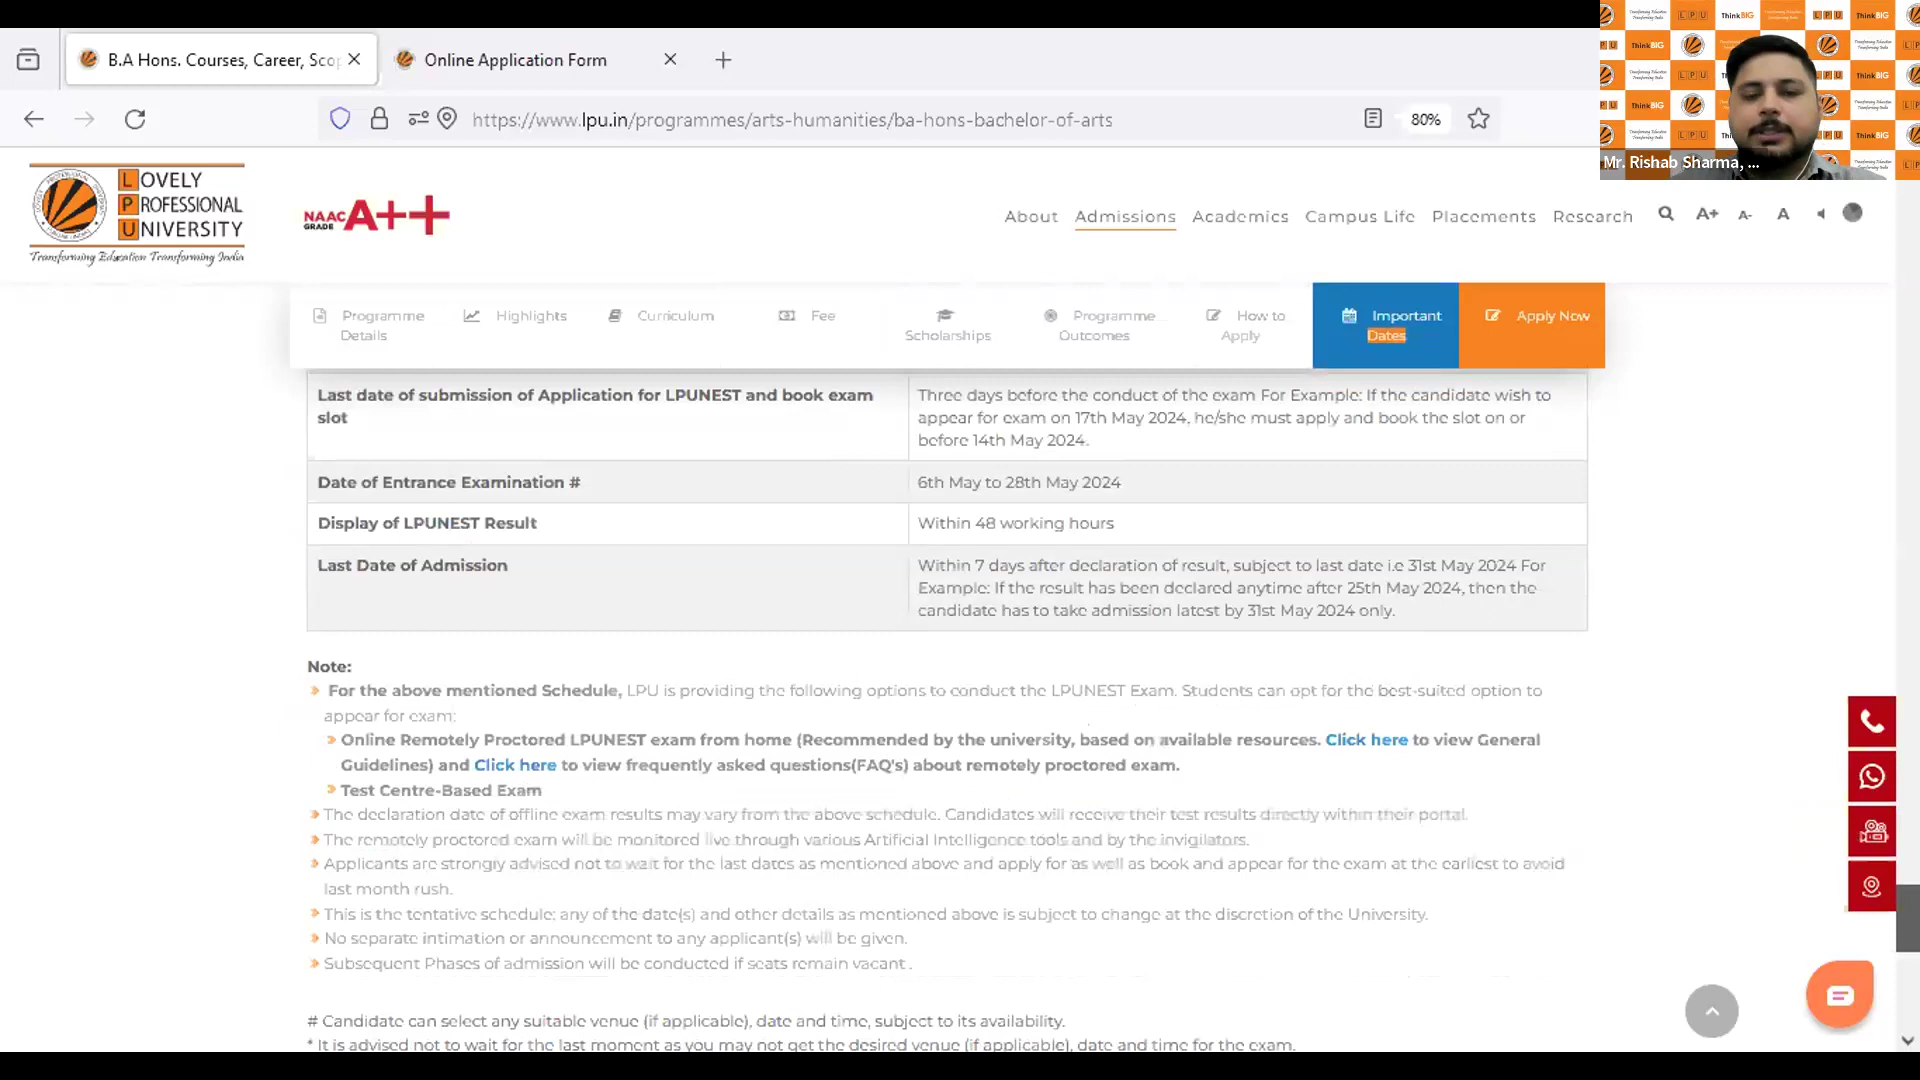 B.A Hons. Courses, Career, Scop
Online Application Form
https://www.lpu.in/programmes/arts-humanities/ba-hons-bachelor-of-arts
80%
Mr. Rishab Sharma, ...
LOVELY
PROFESSIONAL
UNIVERSITY
Transforming Education Transforming India
NAAC
GRADE
A++
About Admissions Academics Campus Life Placements Research A+ A- A
Programme
Details
Highlights
Curriculum
Fee
Scholarships
Programme
Outcomes
How to
Apply
Important
Dates
Apply Now
Last date of submission of Application for LPUNEST and book exam
slot
Three days before the conduct of the exam For Example: If the candidate wish to
appear for exam on 17th May 2024, he/she must apply and book the slot on or
before 14th May 2024.
Date of Entrance Examination #
6th May to 28th May 2024
Display of LPUNEST Result
Within 48 working hours
Last Date of Admission
Within 7 days after declaration of result, subject to last date i.e 31st May 2024 For
Example: If the result has been declared anytime after 25th May 2024, then the
candidate has to take admission latest by 31st May 2024 only.
Note:
For the above mentioned Schedule, LPU is providing the following options to conduct the LPUNEST Exam. Students can opt for the best-suited option to
appear for exam:
Online Remotely Proctored LPUNEST exam from home (Recommended by the university, based on available resources. Click here to view General
Guidelines) and Click here to view frequently asked questions(FAQ's) about remotely proctored exam.
Test Centre-Based Exam
The declaration date of offline exam results may vary from the above schedule. Candidates will receive their test results directly within their portal.
The remotely proctored exam will be monitored live through various Artificial Intelligence tools and by the invigilators.
Applicants are strongly advised not to wait for the last dates as mentioned above and apply for as well as book and appear for the exam at the earliest to avoid
last month rush.
This is the tentative schedule: any of the date(s) and other details as mentioned above is subject to change at the discretion of the University.
No separate intimation or announcement to any applicant(s) will be given.
Subsequent Phases of admission will be conducted if seats remain vacant .
# Candidate can select any suitable venue (if applicable), date and time, subject to its availability.
* It is advised not to wait for the last moment as you may not get the desired venue (if applicable), date and time for the exam.